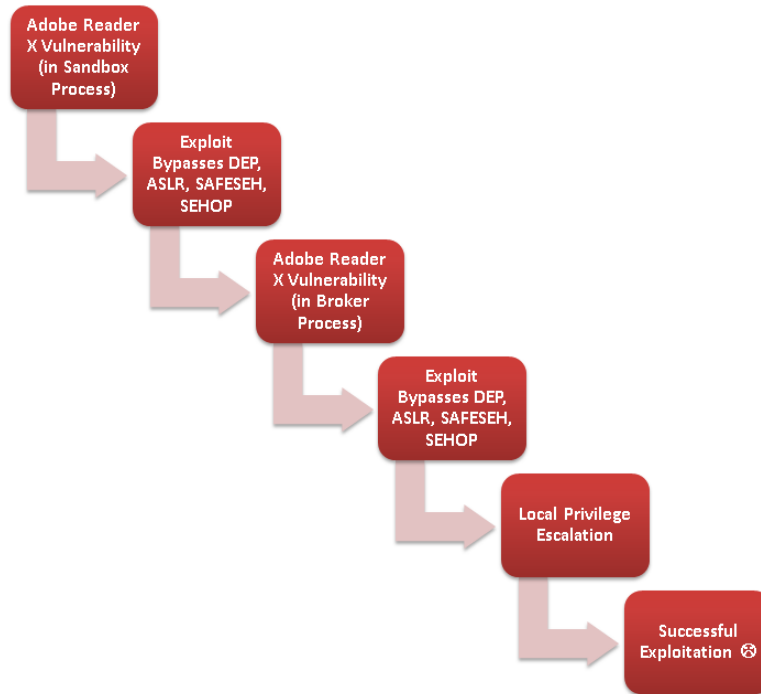 Adobe Reader
X Vulnerability
(in Sandbox
Process)
Exploit
Bypasses DEP,
ASLR, SAFESEH,
SEHOP
Adobe Reader
X Vulnerability
(in Broker
Process)
Exploit
Bypasses DEP,
ASLR, SAFESEH,
SEHOP
Local Privilege
Escalation
Successful
Exploitation ☹